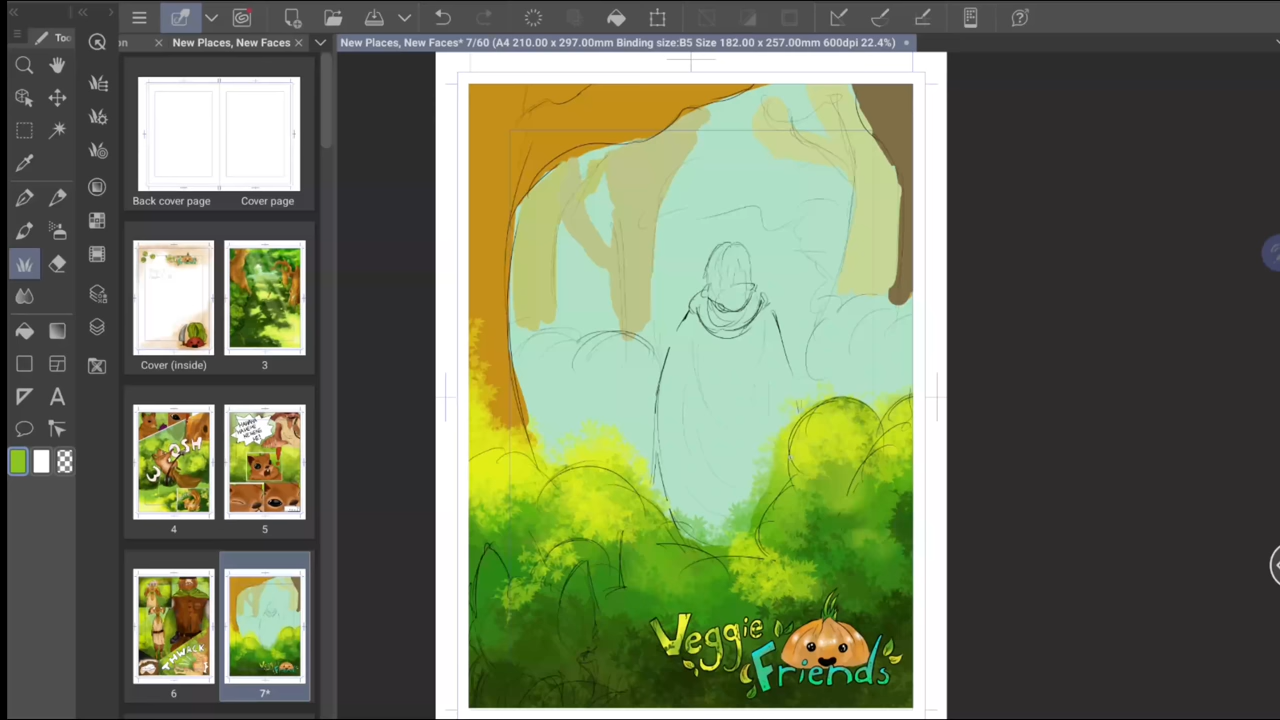 Too
on
New Places, New Faces
New Places, New Faces* 7/60 (A4 210.00 x 297.00mm Binding size:B5 Size 182.00 x 257.00mm 600dpi 22.4%)
Back cover page
Cover page
Cover (inside)
3
4
5
6
7*
THWACK
Veggie
Friends